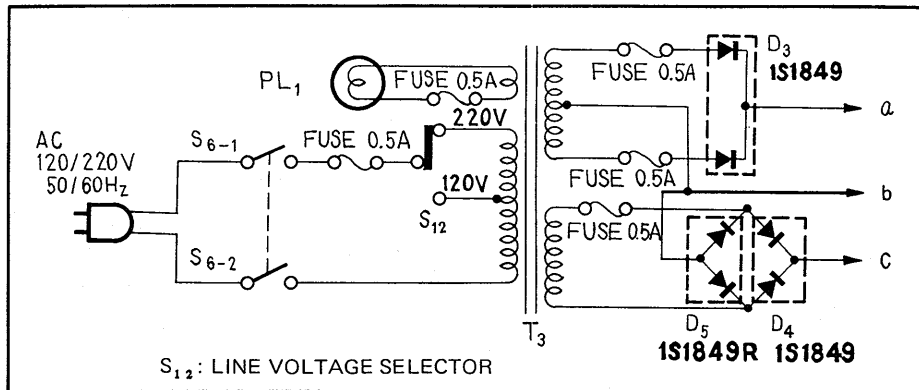 PL₁
FUSE 0.5A
220V
AC
120/220V
50/60Hz
S₆₋₁
FUSE 0.5A
120V
S₁₂
S₆₋₂
T₃
FUSE 0.5A
D₃
1S1849
a
FUSE 0.5A
b
FUSE 0.5A
C
D₅
D₄
1S1849R
1S1849
S₁₂: LINE VOLTAGE SELECTOR